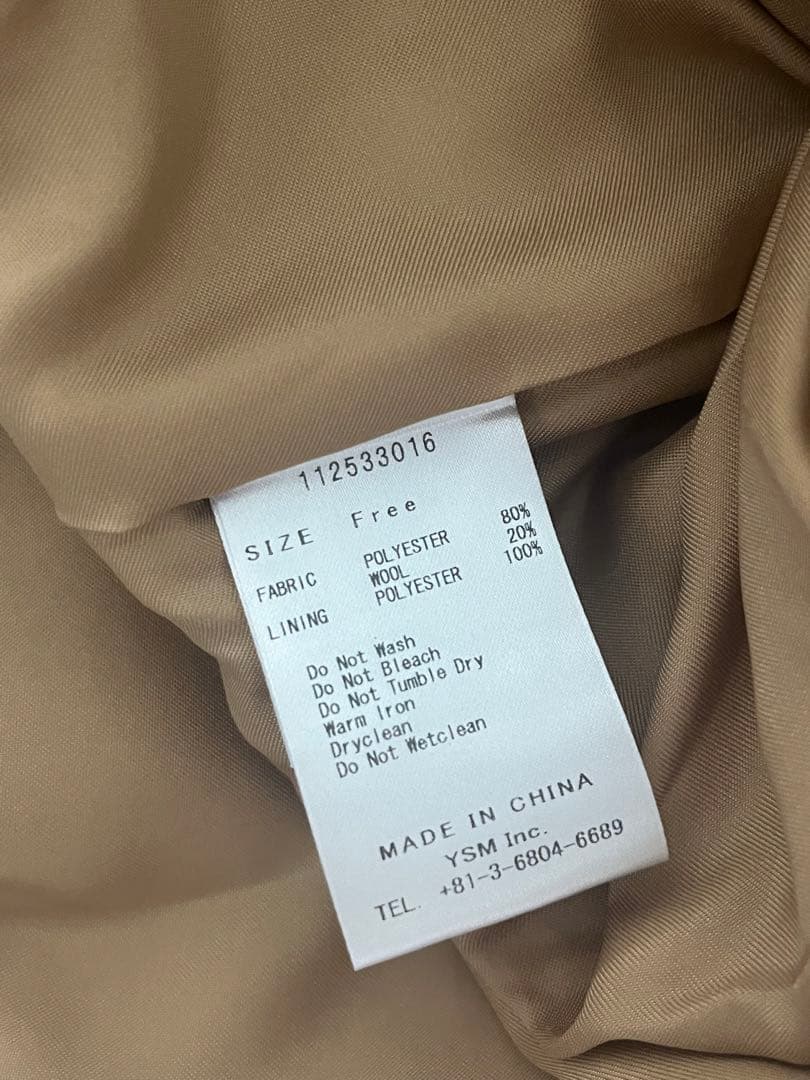 112533016
SIZE Free
FABRIC POLYESTER 80%
WOOL 20%
LINING POLYESTER 100%
Do Not Wash
Do Not Bleach
Do Not Tumble Dry
Warm Iron
Dryclean
Do Not Wetclean
MADE IN CHINA
YSM Inc.
TEL. +81-3-6804-6689